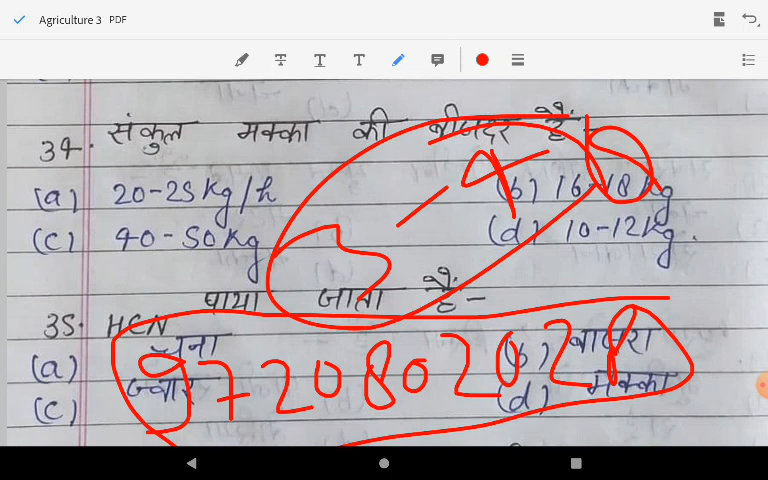 Agriculture 3 PDF
34. संकुल मक्का की बीजदर है:-
(a) 20-25 kg/h (b) 16-18 kg
(c) 40-50 kg (d) 10-12 kg.
35. HCN पाया जाता है:-
(a) चना (b) बाजरा
(c) ज्वार (d) मक्का